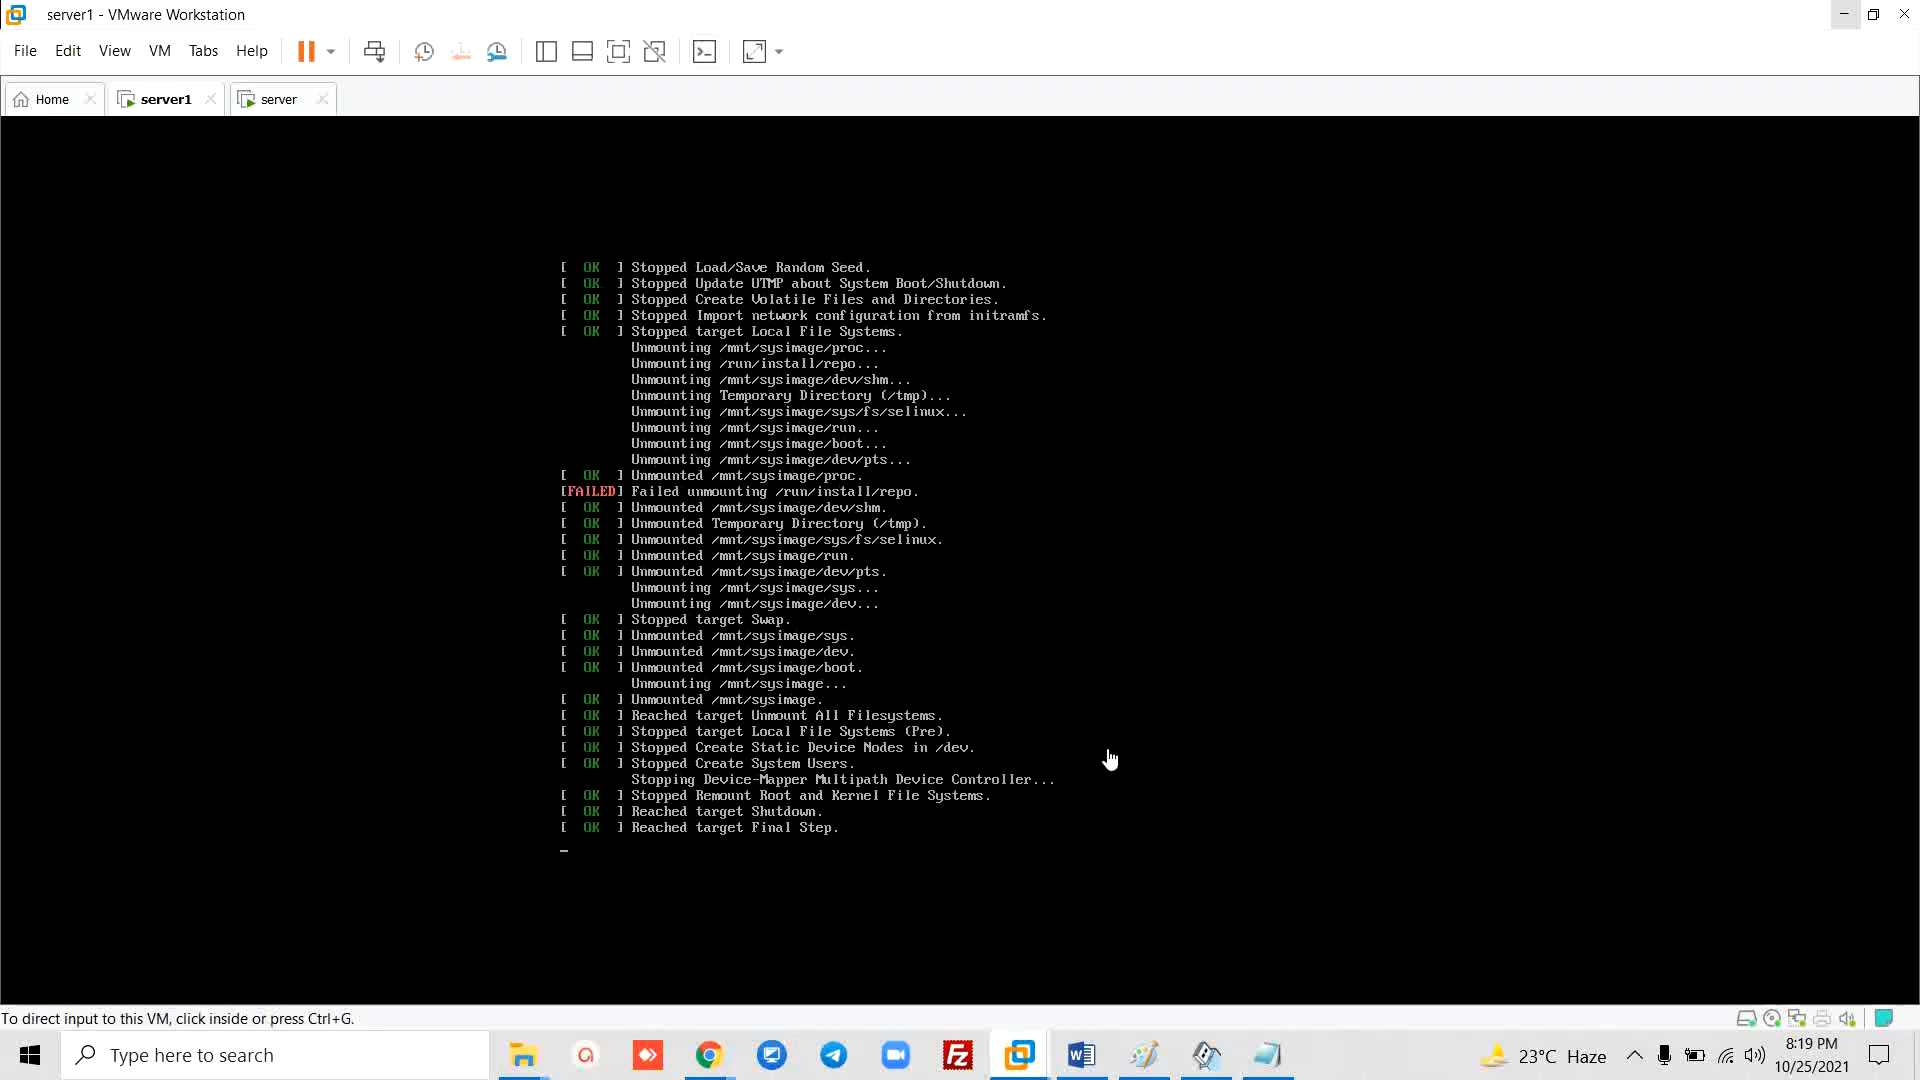 server1 - VMware Workstation
File Edit View VM Tabs Help
Home server1 server
[ OK ] Stopped Load/Save Random Seed.
[ OK ] Stopped Update UTMP about System Boot/Shutdown.
[ OK ] Stopped Create Volatile Files and Directories.
[ OK ] Stopped Import network configuration from initramfs.
[ OK ] Stopped target Local File Systems.
Unmounting /mnt/sysimage/proc...
Unmounting /run/install/repo...
Unmounting /mnt/sysimage/dev/shm...
Unmounting Temporary Directory (/tmp)...
Unmounting /mnt/sysimage/sys/fs/selinux...
Unmounting /mnt/sysimage/run...
Unmounting /mnt/sysimage/boot...
Unmounting /mnt/sysimage/dev/pts...
[ OK ] Unmounted /mnt/sysimage/proc.
[FAILED] Failed unmounting /run/install/repo.
[ OK ] Unmounted /mnt/sysimage/dev/shm.
[ OK ] Unmounted Temporary Directory (/tmp).
[ OK ] Unmounted /mnt/sysimage/sys/fs/selinux.
[ OK ] Unmounted /mnt/sysimage/run.
[ OK ] Unmounted /mnt/sysimage/dev/pts.
Unmounting /mnt/sysimage/sys...
Unmounting /mnt/sysimage/dev...
[ OK ] Stopped target Swap.
[ OK ] Unmounted /mnt/sysimage/sys.
[ OK ] Unmounted /mnt/sysimage/dev.
[ OK ] Unmounted /mnt/sysimage/boot.
Unmounting /mnt/sysimage...
[ OK ] Unmounted /mnt/sysimage.
[ OK ] Reached target Unmount All Filesystems.
[ OK ] Stopped target Local File Systems (Pre).
[ OK ] Stopped Create Static Device Nodes in /dev.
[ OK ] Stopped Create System Users.
Stopping Device-Mapper Multipath Device Controller...
[ OK ] Stopped Remount Root and Kernel File Systems.
[ OK ] Reached target Shutdown.
[ OK ] Reached target Final Step.
To direct input to this VM, click inside or press Ctrl+G.
Type here to search
23°C Haze
8:19 PM
10/25/2021